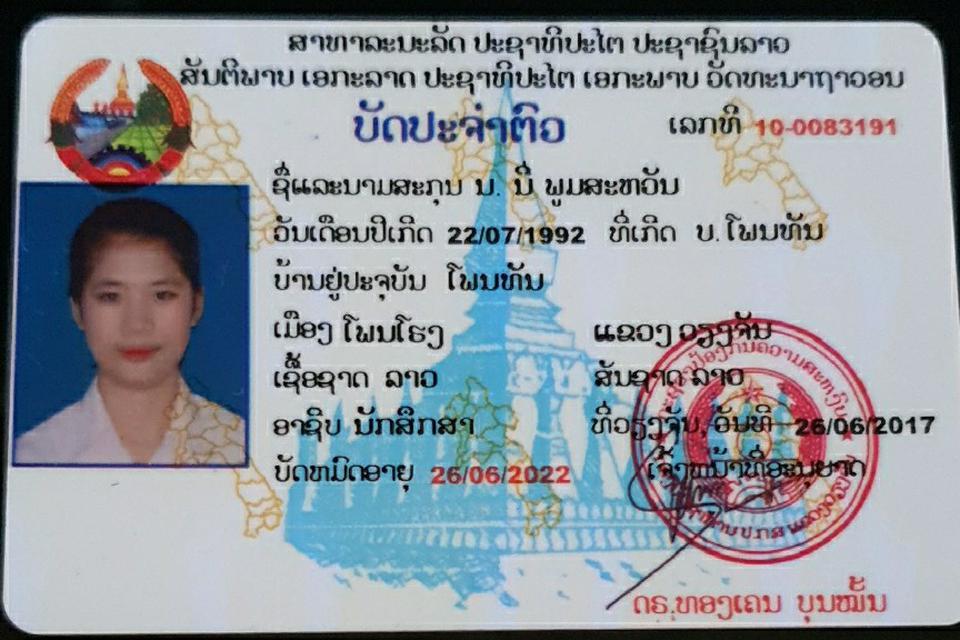 ສາທາລະນະລັດ ປະຊາທິປະໄຕ ປະຊາຊົນລາວ
ສັນຕິພາບ ເອກະລາດ ປະຊາທິປະໄຕ ເອກະພາບ ວັດທະນາຖາວອນ
ບັດປະຈຳຕົວ
ເລກທີ 10-0083191
ຊື່ແລະນາມສະກຸນ ນ. ນີ ພູມສະຫວັນ
ວັນເດືອນປີເກີດ 22/07/1992 ທີ່ເກີດ ບ. ໂພນທັນ
ບ້ານຢູ່ປະຈຸບັນ ໂພນທັນ
ເມືອງ ໂພນໂຮງ ແຂວງ ວຽງຈັນ
ເຊື້ອຊາດ ລາວ ສັນຊາດ ລາວ
ອາຊິບ ນັກສຶກສາ ທີ່ວຽງຈັນ, ວັນທີ 26/06/2017
ບັດຫມົດອາຍຸ 26/06/2022 ເຈົ້າຫນ້າທີ່ອະນຸຍາດ
ດຣ.ທອງເຄນ ບຸນໝັ້ນ